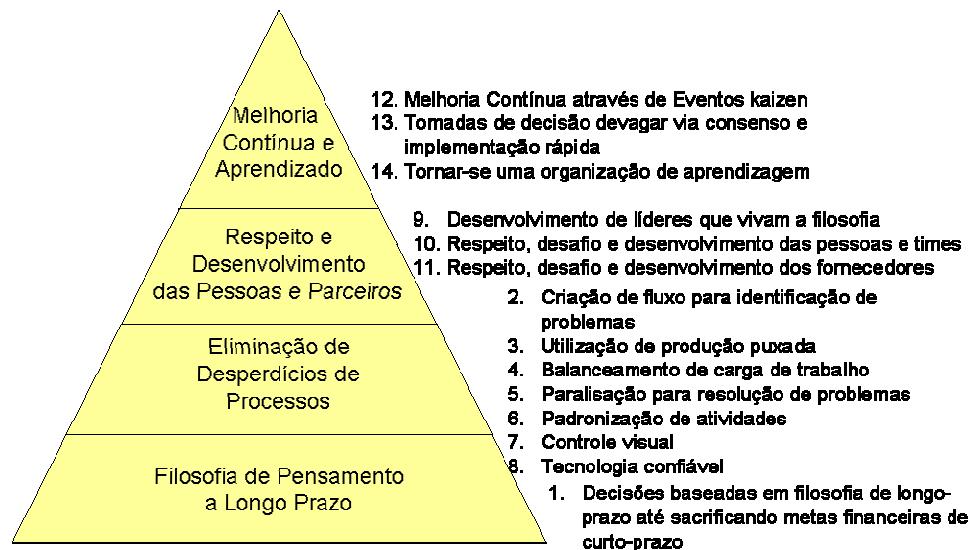 Melhoria
Contínua e
Aprendizado
12. Melhoria Contínua através de Eventos kaizen
13. Tomadas de decisão devagar via consenso e
implementação rápida
14. Tornar-se uma organização de aprendizagem
Respeito e
Desenvolvimento
das Pessoas e Parceiros
9. Desenvolvimento de líderes que vivam a filosofia
10. Respeito, desafio e desenvolvimento das pessoas e times
11. Respeito, desafio e desenvolvimento dos fornecedores
Eliminação de
Desperdícios de
Processos
2. Criação de fluxo para identificação de
problemas
3. Utilização de produção puxada
4. Balanceamento de carga de trabalho
5. Paralisação para resolução de problemas
6. Padronização de atividades
7. Controle visual
8. Tecnologia confiável
Filosofia de Pensamento
a Longo Prazo
1. Decisões baseadas em filosofia de longo-
prazo até sacrificando metas financeiras de
curto-prazo